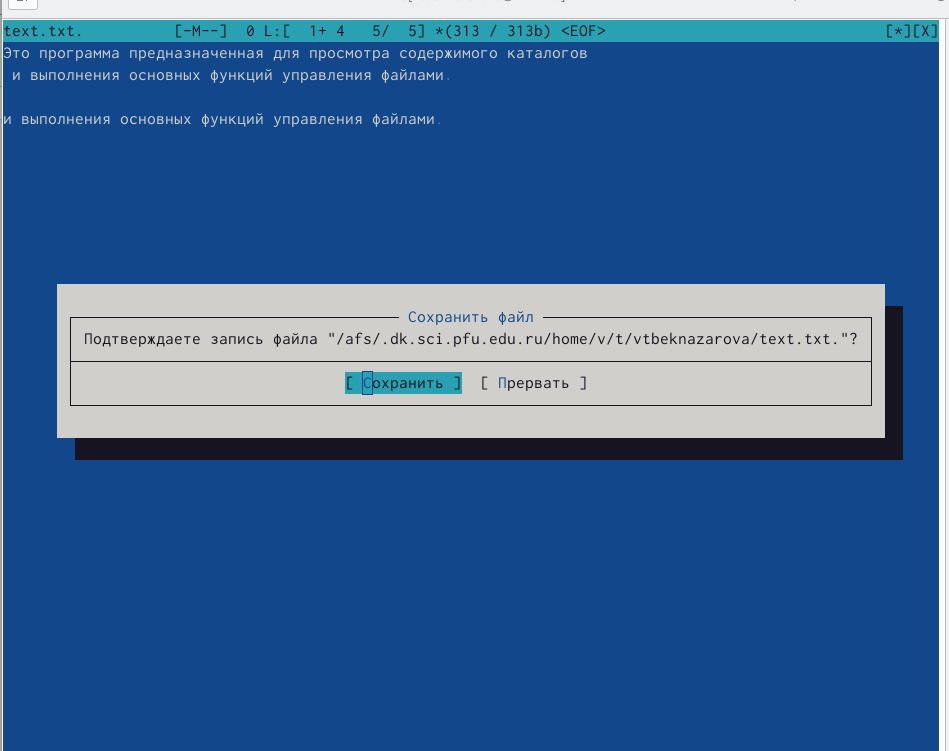 text.txt. [-M--] 0 L:[ 1+ 4 5/ 5] *(313 / 313b) <EOF> [*][X]
Это программа предназначенная для просмотра содержимого каталогов
и выполнения основных функций управления файлами.
и выполнения основных функций управления файлами.
Сохранить файл
Подтверждаете запись файла "/afs/.dk.sci.pfu.edu.ru/home/v/t/vtbeknazarova/text.txt."?
[ Сохранить ] [ Прервать ]